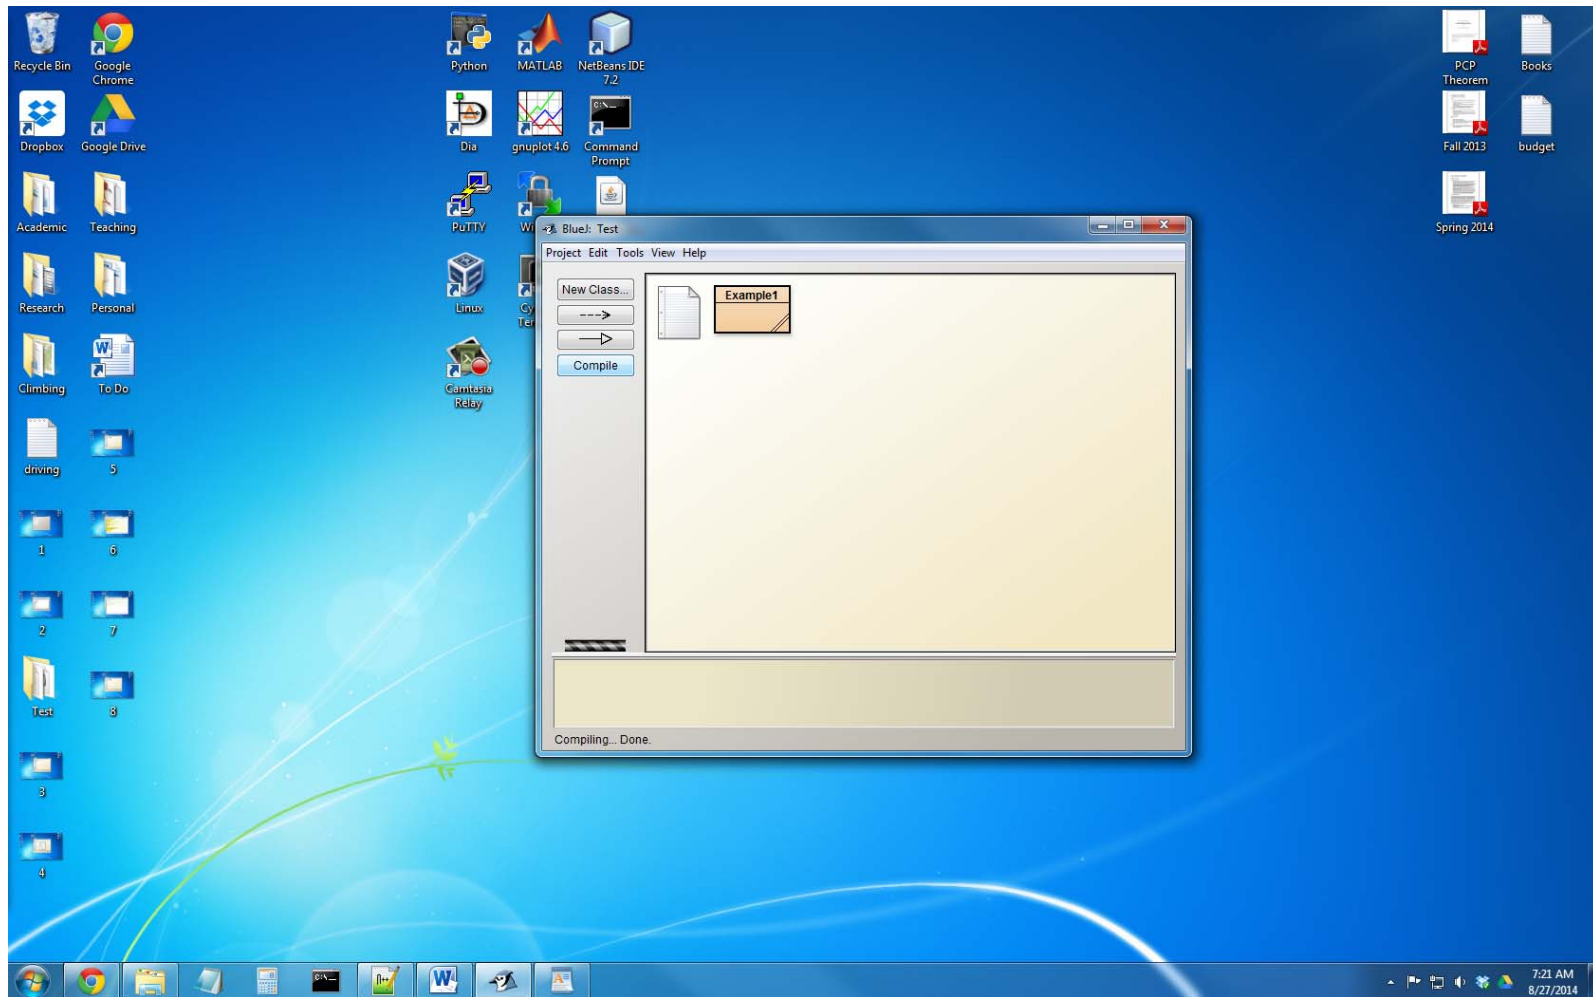 Recycle Bin
Google
Chrome
Python
MATLAB
NetBeans IDE
7.2
PCP
Theorem
Books
Dropbox
Google Drive
Dia
gnuplot 4.6
Command
Prompt
C:\_
Fall 2013
budget
Academic
Teaching
PuTTY
Wi
Spring 2014
BlueJ: Test
Project Edit Tools View Help
New Class...
Example1
Compile
Compiling... Done.
Research
Personal
Linux
Cy
Ter
Climbing
To Do
Camtasia
Relay
driving
5
1
6
2
7
Test
8
3
4
7:21 AM
8/27/2014